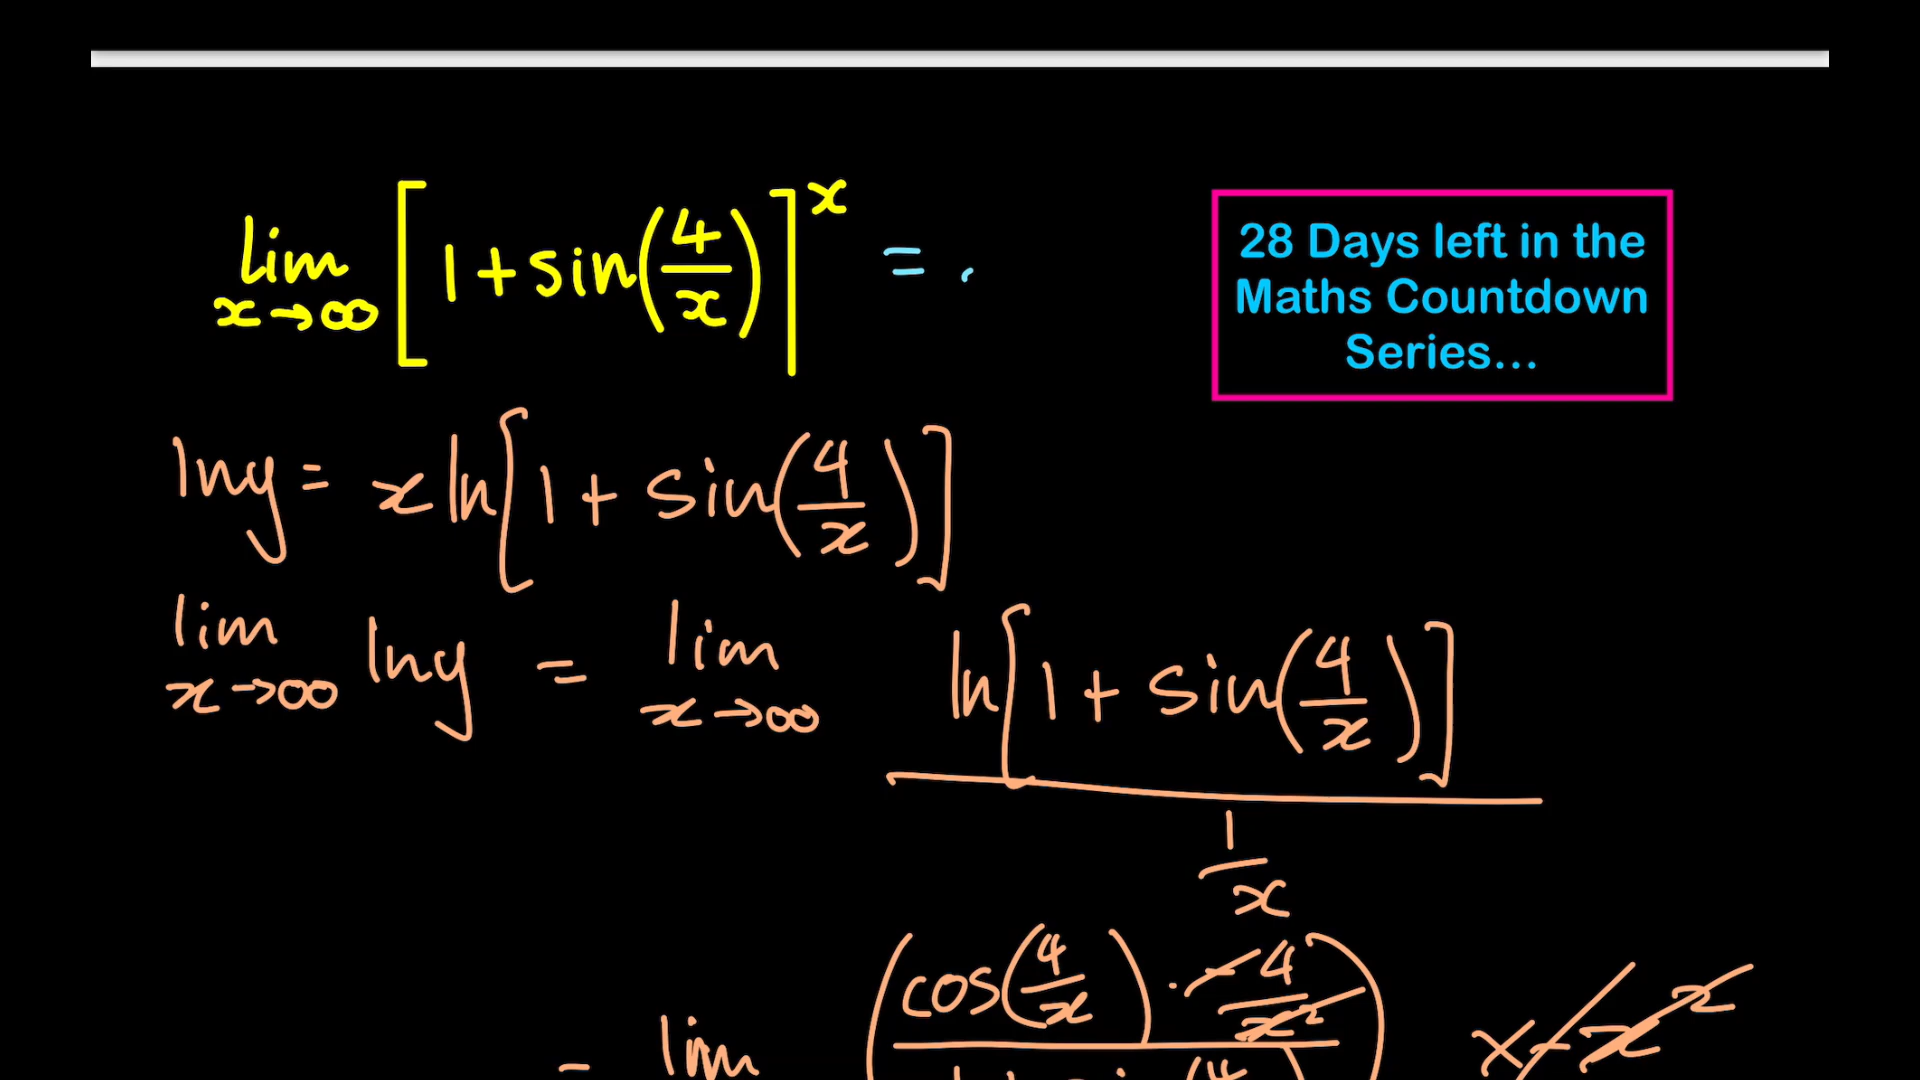 lim x→∞ [1+sin(4/x)]^x =
28 Days left in the
Maths Countdown
Series...
lny = x ln[1 + sin(4/x)]
lim x→∞ lny = lim x→∞ ln[1 + sin(4/x)] / (1/x)
= lim (cos(4/x) · -4/x² x -x²